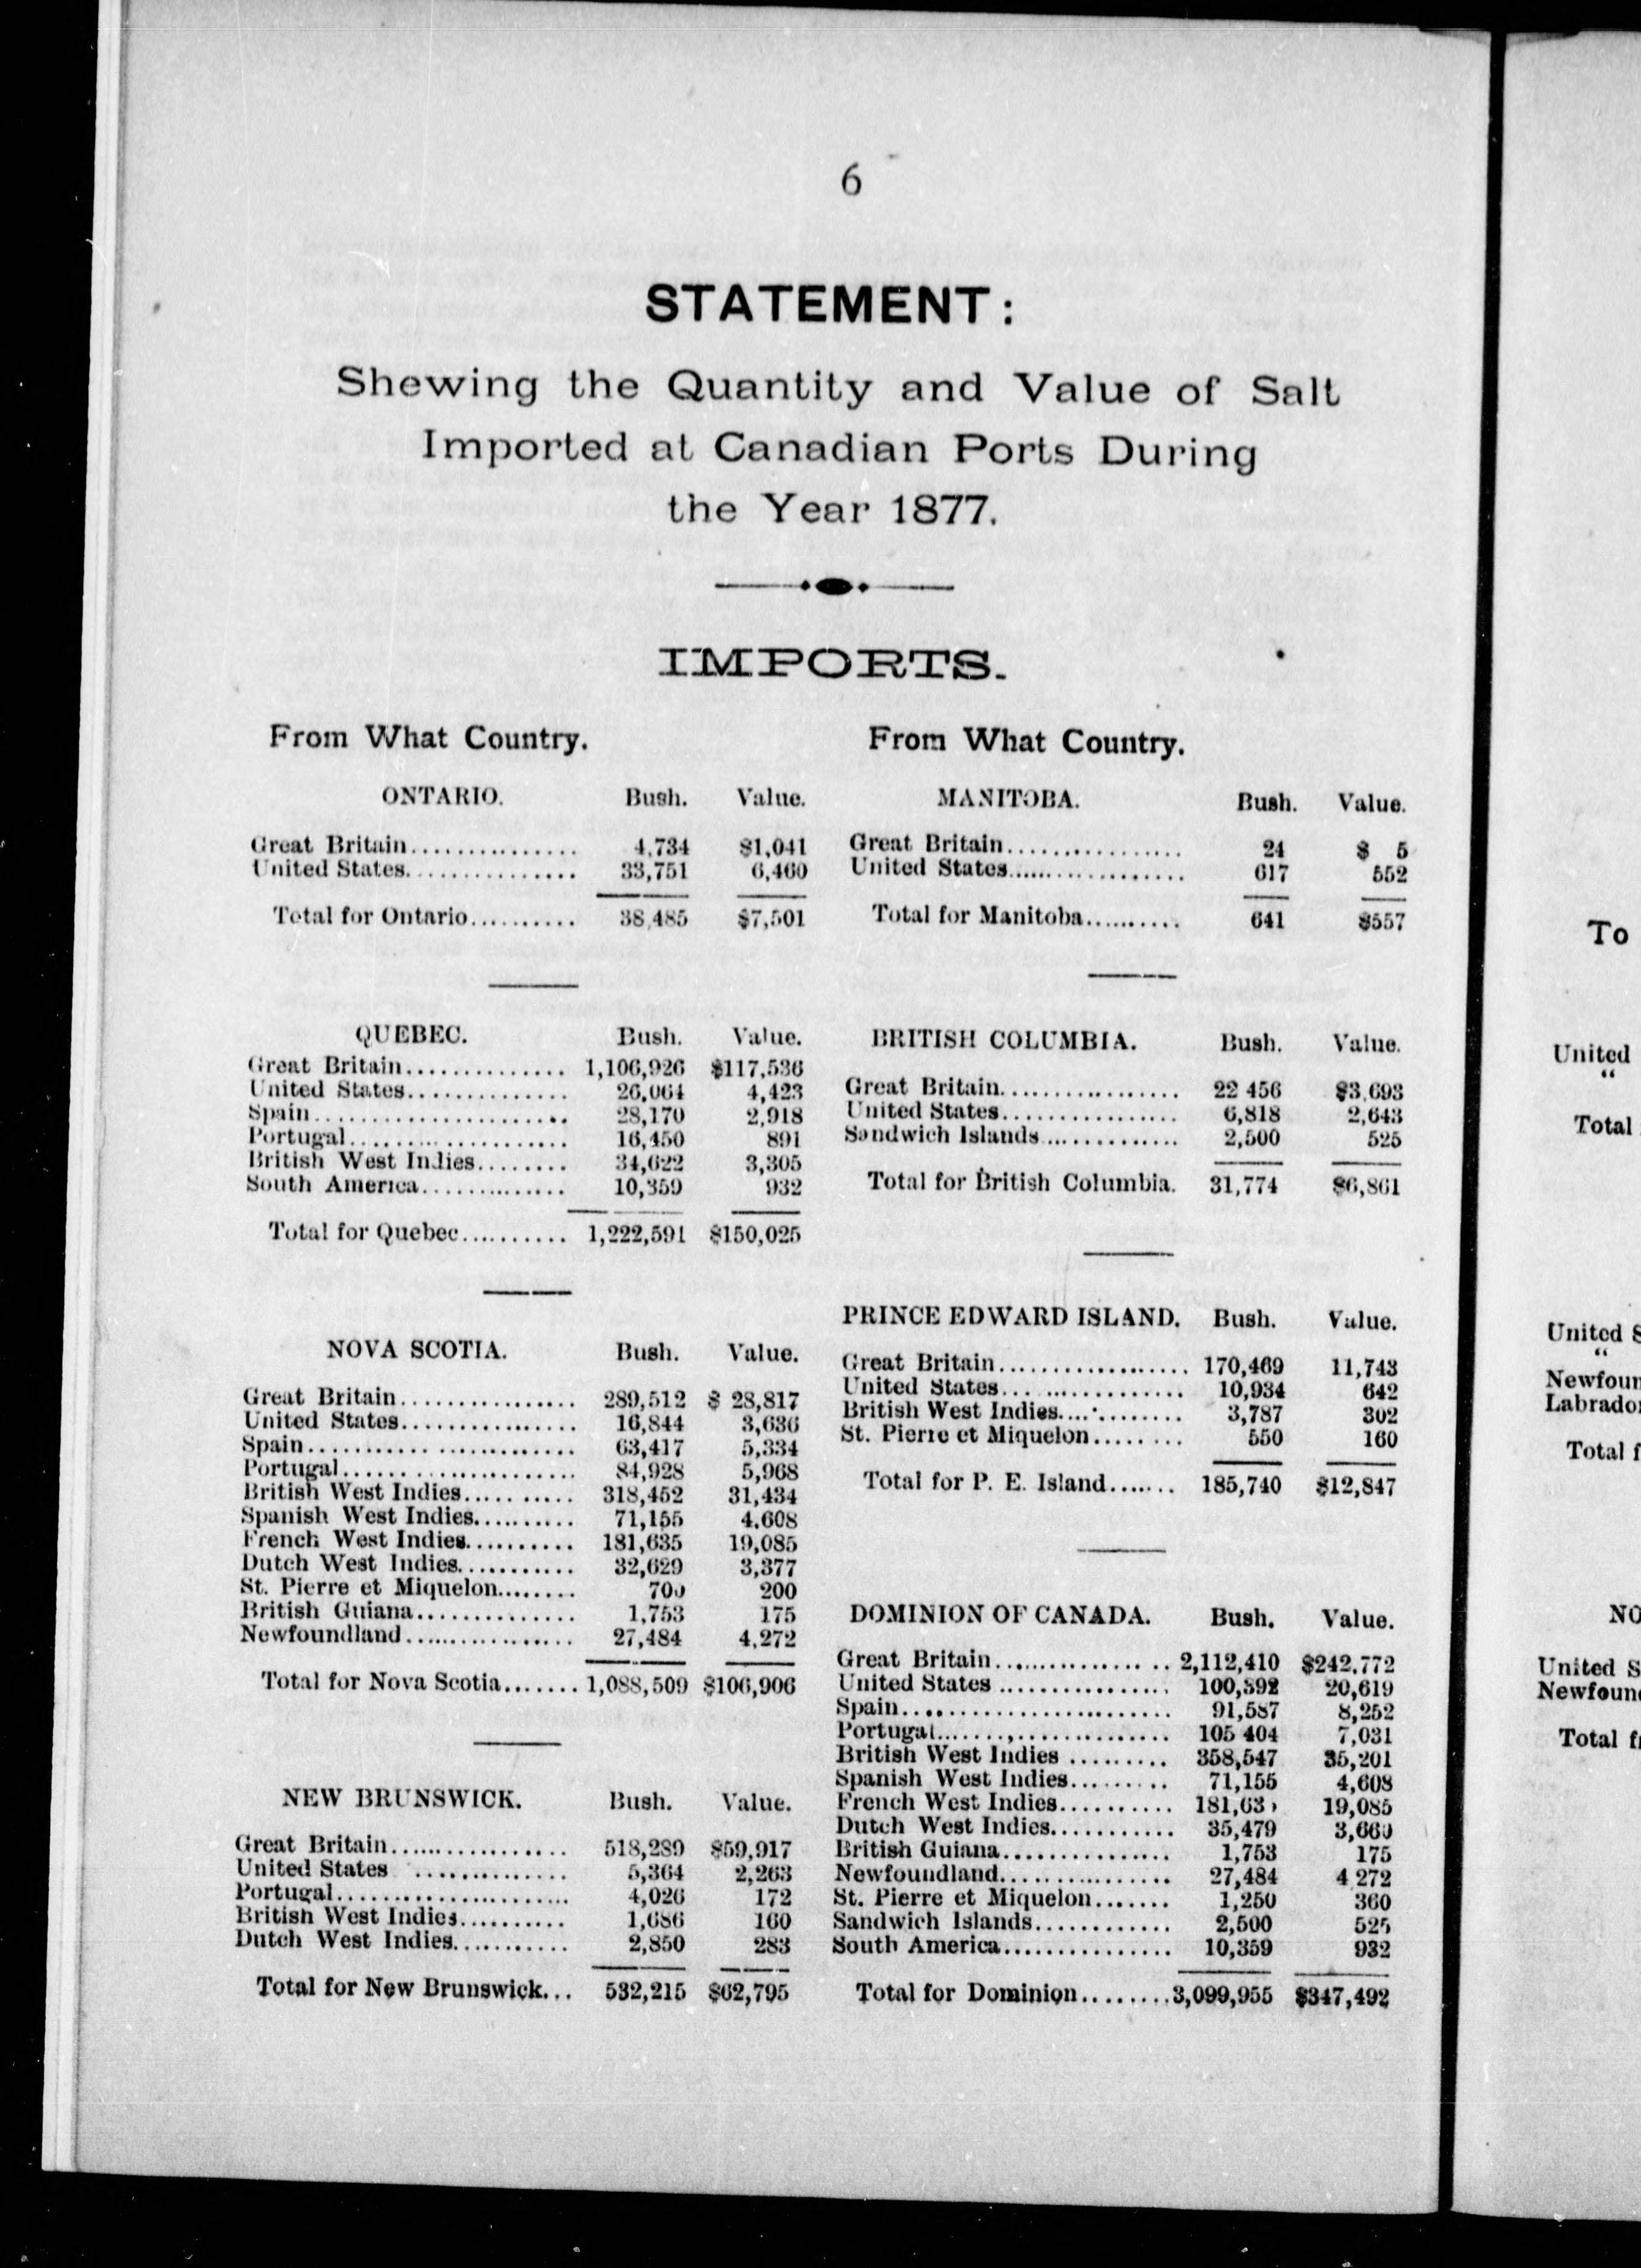 6
STATEMENT:
Shewing the Quantity and Value of Salt
Imported at Canadian Ports During
the Year 1877.
IMPORTS.
From What Country.
ONTARIO. Bush. Value.
Great Britain............... 4,734 $1,041
United States............... 33,751 6,460
Total for Ontario.......... 38,485 $7,501
QUEBEC. Bush. Value.
Great Britain.............. 1,106,926 $117,536
United States.............. 26,064 4,423
Spain....................... 28,170 2,918
Portugal.................... 16,450 891
British West Indies........ 34,622 3,305
South America............. 10,359 932
Total for Quebec.......... 1,222,591 $150,025
NOVA SCOTIA. Bush. Value.
Great Britain................ 289,512 $ 28,817
United States................ 16,844 3,636
Spain........................ 63,417 5,334
Portugal..................... 84,928 5,968
British West Indies.......... 318,452 31,434
Spanish West Indies.......... 71,155 4,608
French West Indies.......... 181,635 19,085
Dutch West Indies........... 32,629 3,377
St. Pierre et Miquelon........ 700 200
British Guiana............... 1,753 175
Newfoundland................ 27,484 4,272
Total for Nova Scotia....... 1,088,509 $106,906
NEW BRUNSWICK. Bush. Value.
Great Britain................ 518,289 $59,917
United States .............. 5,364 2,263
Portugal...................... 4,026 172
British West Indies.......... 1,686 160
Dutch West Indies........... 2,850 283
Total for New Brunswick... 532,215 $62,795
From What Country.
MANITOBA. Bush. Value.
Great Britain................ 24 $ 5
United States................ 617 552
Total for Manitoba.......... 641 $557
BRITISH COLUMBIA. Bush. Value.
Great Britain................. 22 456 $3,693
United States................ 6,818 2,643
Sandwich Islands............. 2,500 525
Total for British Columbia. 31,774 $6,861
PRINCE EDWARD ISLAND. Bush. Value.
Great Britain.................. 170,469 11,743
United States................. 10,934 642
British West Indies............ 3,787 302
St. Pierre et Miquelon......... 550 160
Total for P. E. Island....... 185,740 $12,847
DOMINION OF CANADA. Bush. Value.
Great Britain................ 2,112,410 $242,772
United States ................ 100,392 20,619
Spain......................... 91,587 8,252
Portugal...................... 105 404 7,031
British West Indies ......... 358,547 35,201
Spanish West Indies......... 71,155 4,608
French West Indies.......... 19,085
Dutch West Indies........... 35,479 3,660
British Guiana............... 1,753 175
Newfoundland................ 27,484 4 272
St. Pierre et Miquelon....... 1,250 360
Sandwich Islands............ 2,500 525
South America............... 10,359 932
Total for Dominion........ 3,099,955 $347,492
To
United
“
Total
United
“
Total
United
Total